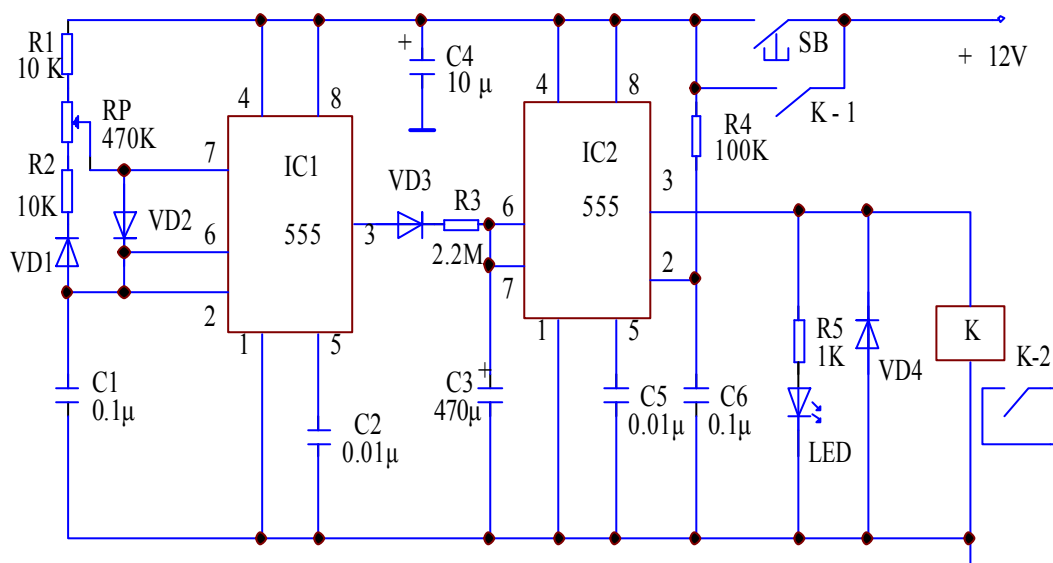 R1
10 K
RP
470K
R2
10K
VD1
VD2
C1
0.1μ
4
8
7
IC1
555
6
3
2
1
5
C2
0.01μ
+
C4
10 μ
VD3
R3
2.2M
+
C3
470μ
4
8
IC2
555
6
7
3
2
1
5
C5
0.01μ
C6
0.1μ
R4
100K
SB
K - 1
+ 12V
R5
1K
LED
VD4
K
K-2